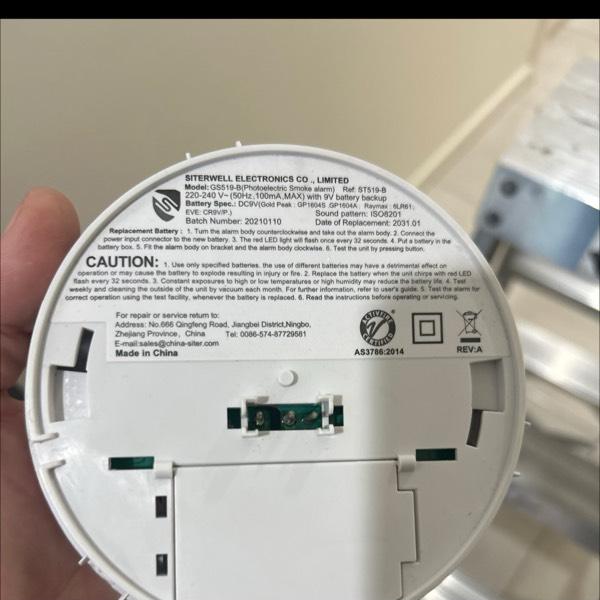 SITERWELL ELECTRONICS CO ., LIMITED
Model: GS519-B(Photoelectric Smoke alarm) Ref: ST519-B
220-240 V~ (50Hz,100mA,MAX) with 9V battery backup
Battery Spec.: DC9V(Gold Peak : GP1604S ,GP1604A ; Raymax : 6LR61;
EVE: CR9V/P.) Sound pattern: ISO8201
Batch Number: 20210110 Date of Replacement: 2031.01
Replacement Battery : 1. Turn the alarm body counterclockwise and take out the alarm body. 2. Connect the
power input connector to the new battery. 3. The red LED light will flash once every 32 seconds. 4. Put a battery in the
battery box. 5. Fit the alarm body on bracket and the alarm body clockwise. 6. Test the unit by pressing button.
CAUTION: 1. Use only specified batteries. the use of different batteries may have a detrimental effect on
operation or may cause the battery to explode resulting in injury or fire. 2. Replace the battery when the unit chirps with red LED
flash every 32 seconds. 3. Constant exposures to high or low temperatures or high humidity may reduce the battery life. 4. Test
weekly and cleaning the outside of the unit by vacuum each month. For further information, refer to user's guide. 5. Test the alarm for
correct operation using the test facility, whenever the battery is replaced. 6. Read the instructions before operating or servicing.
For repair or service return to:
Address: No.666 Qingfeng Road, Jiangbei District,Ningbo,
Zhejiang Province, China Tel: 0086-574-87729581
E-mail:sales@china-siter.com
Made in China
ACTIVFIRE
CERTIFIED
AS3786:2014
REV:A